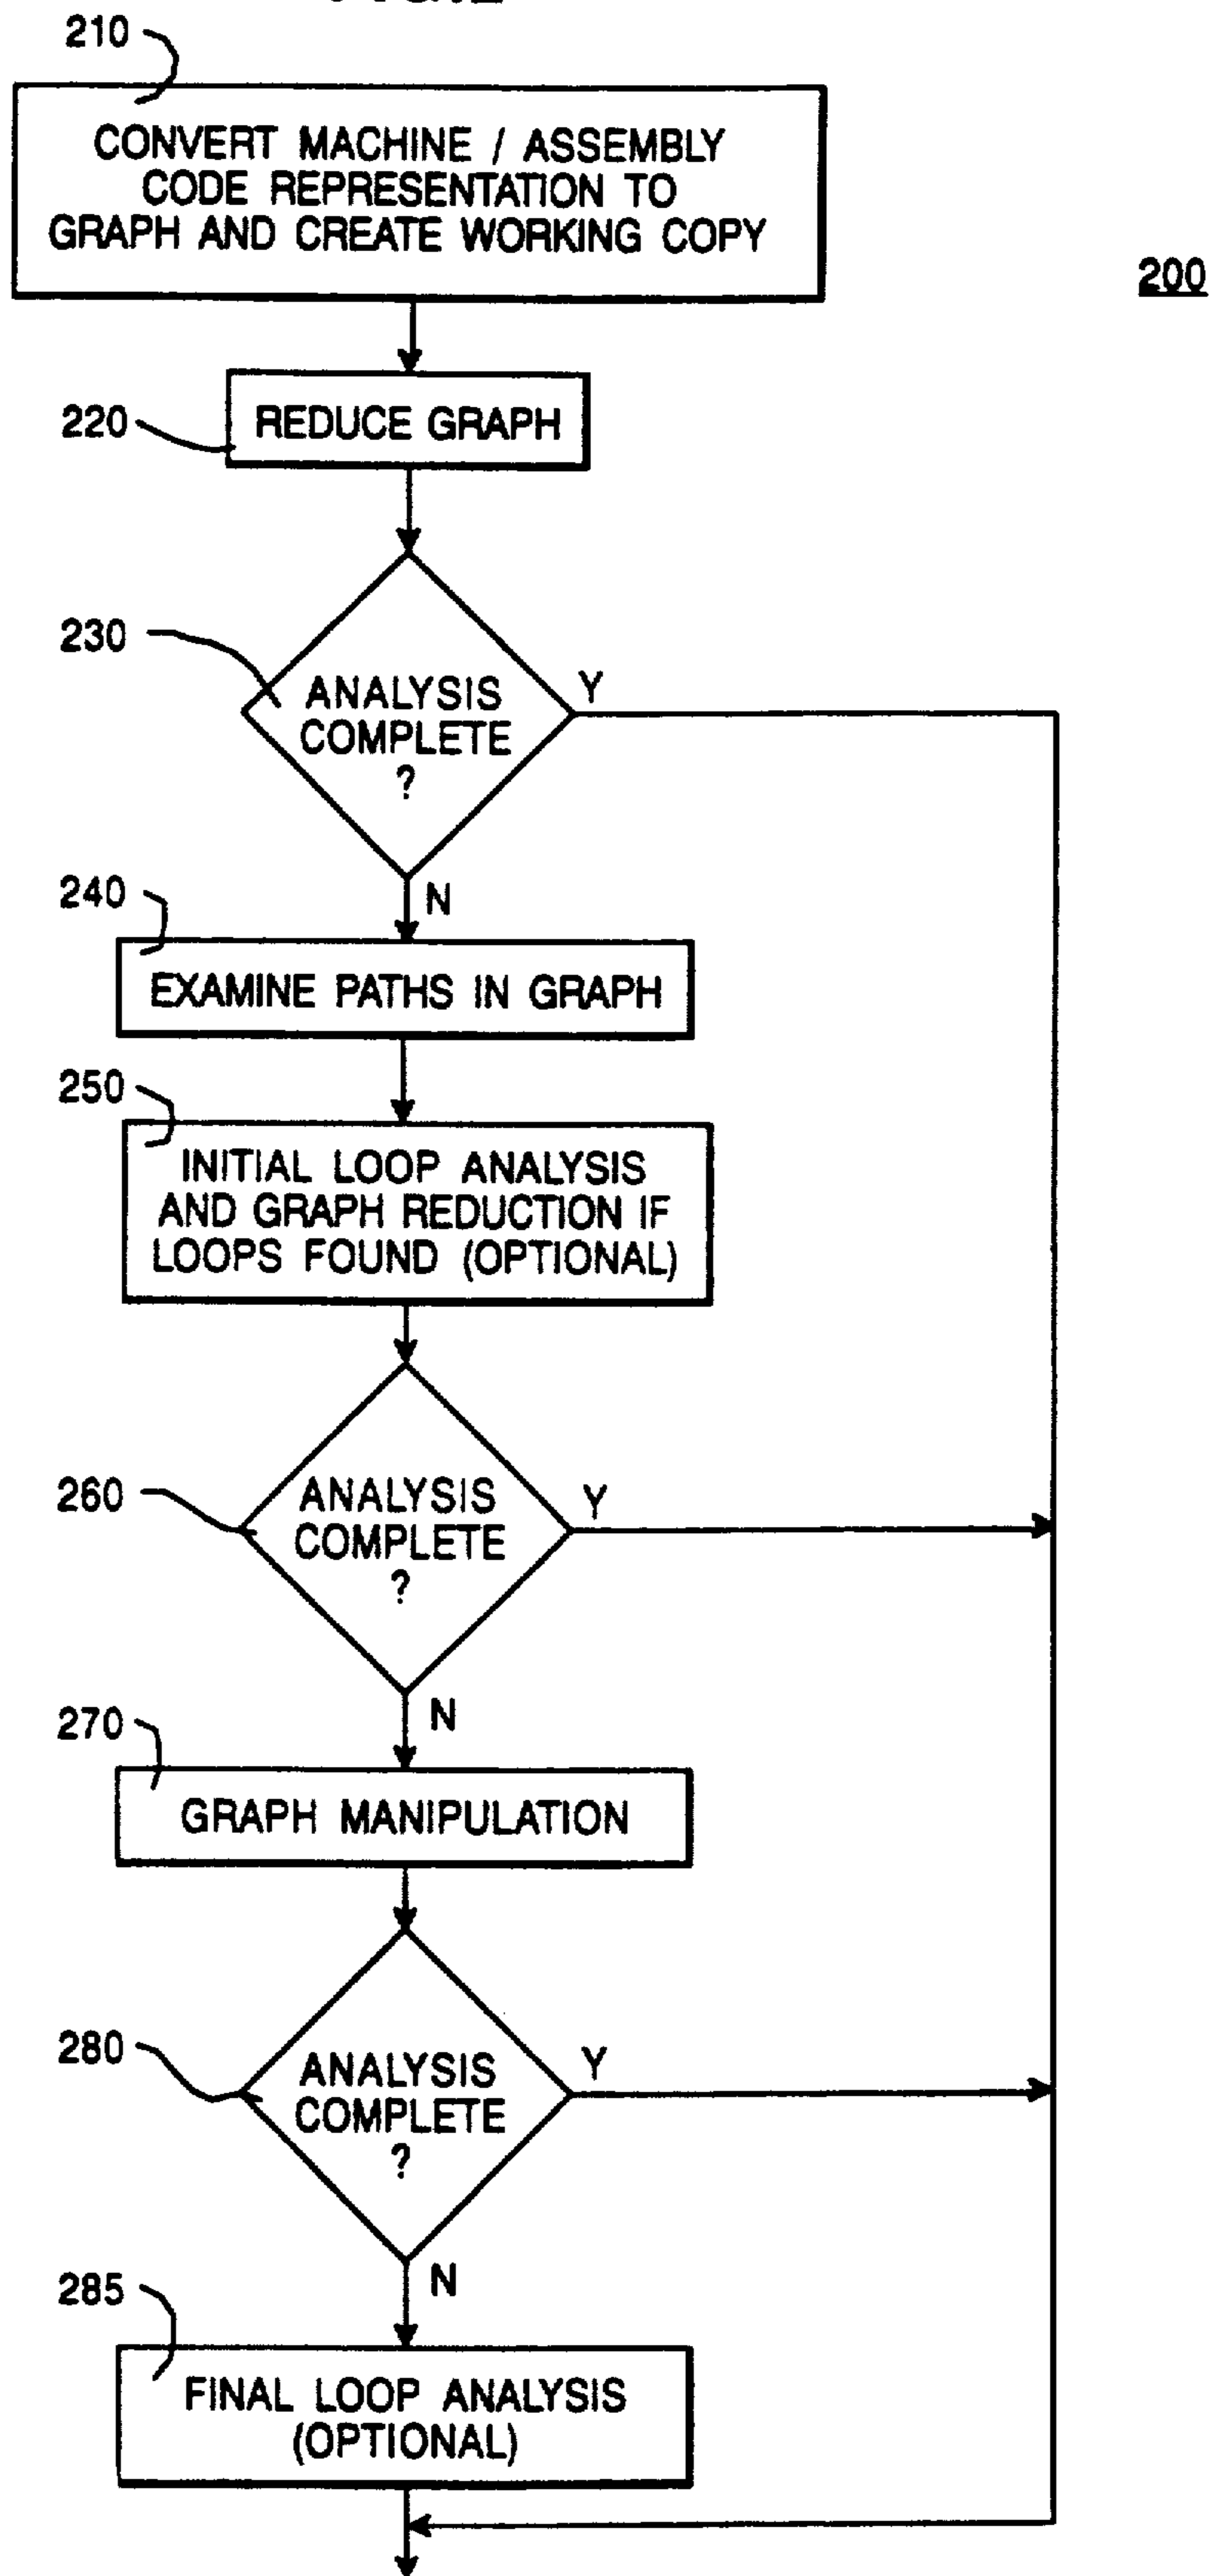 210
CONVERT MACHINE / ASSEMBLY
CODE REPRESENTATION TO
GRAPH AND CREATE WORKING COPY
200
220
REDUCE GRAPH
230
ANALYSIS
COMPLETE
?
Y
N
240
EXAMINE PATHS IN GRAPH
250
INITIAL LOOP ANALYSIS
AND GRAPH REDUCTION IF
LOOPS FOUND (OPTIONAL)
260
ANALYSIS
COMPLETE
?
Y
N
270
GRAPH MANIPULATION
280
ANALYSIS
COMPLETE
?
Y
N
285
FINAL LOOP ANALYSIS
(OPTIONAL)